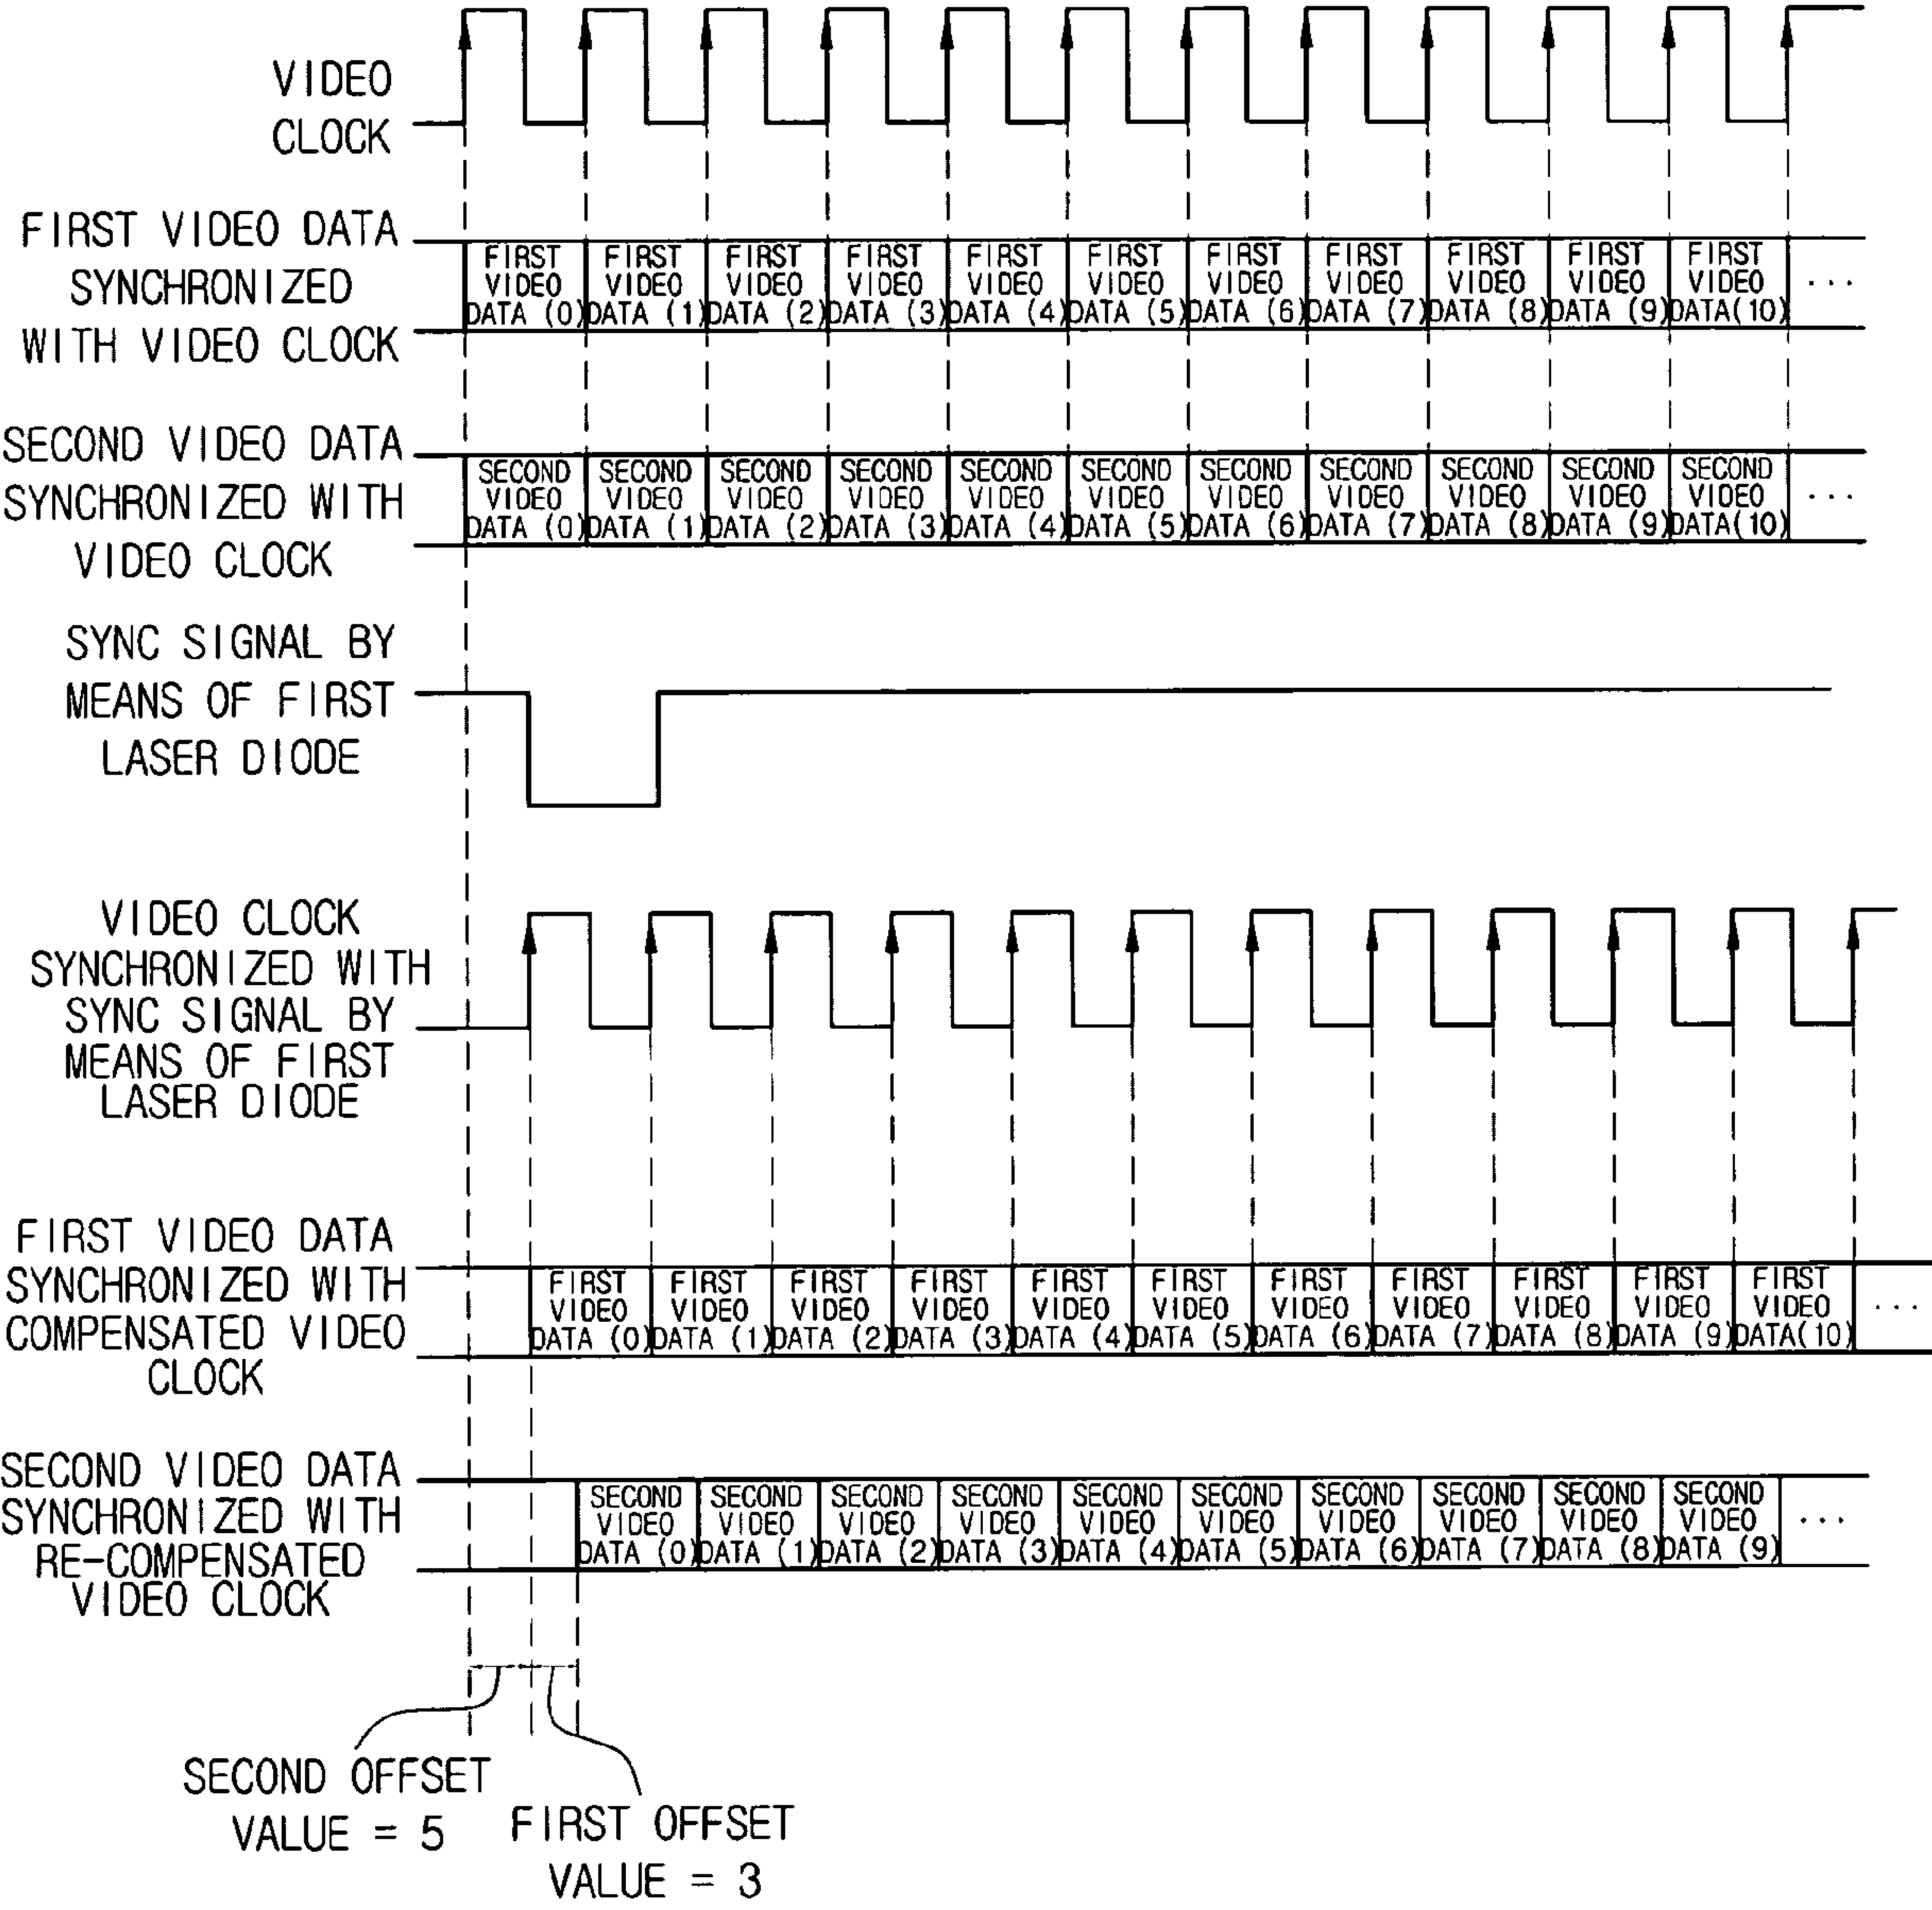 VIDEO
CLOCK
FIRST VIDEO DATA
SYNCHRONIZED
WITH VIDEO CLOCK
FIRST FIRST FIRST FIRST FIRST FIRST FIRST FIRST FIRST FIRST FIRST
VIDEO VIDEO VIDEO VIDEO VIDEO VIDEO VIDEO VIDEO VIDEO VIDEO VIDEO ...
DATA (0) DATA (1) DATA (2) DATA (3) DATA (4) DATA (5) DATA (6) DATA (7) DATA (8) DATA (9) DATA(10)
SECOND VIDEO DATA
SYNCHRONIZED WITH
VIDEO CLOCK
SECOND SECOND SECOND SECOND SECOND SECOND SECOND SECOND SECOND SECOND SECOND
VIDEO VIDEO VIDEO VIDEO VIDEO VIDEO VIDEO VIDEO VIDEO VIDEO VIDEO ...
DATA (0) DATA (1) DATA (2) DATA (3) DATA (4) DATA (5) DATA (6) DATA (7) DATA (8) DATA (9) DATA(10)
SYNC SIGNAL BY
MEANS OF FIRST
LASER DIODE
VIDEO CLOCK
SYNCHRONIZED WITH
SYNC SIGNAL BY
MEANS OF FIRST
LASER DIODE
FIRST VIDEO DATA
SYNCHRONIZED WITH
COMPENSATED VIDEO
CLOCK
FIRST FIRST FIRST FIRST FIRST FIRST FIRST FIRST FIRST FIRST FIRST
VIDEO VIDEO VIDEO VIDEO VIDEO VIDEO VIDEO VIDEO VIDEO VIDEO VIDEO ...
DATA (0) DATA (1) DATA (2) DATA (3) DATA (4) DATA (5) DATA (6) DATA (7) DATA (8) DATA (9) DATA(10)
SECOND VIDEO DATA
SYNCHRONIZED WITH
RE-COMPENSATED
VIDEO CLOCK
SECOND SECOND SECOND SECOND SECOND SECOND SECOND SECOND SECOND SECOND
VIDEO VIDEO VIDEO VIDEO VIDEO VIDEO VIDEO VIDEO VIDEO VIDEO ...
DATA (0) DATA (1) DATA (2) DATA (3) DATA (4) DATA (5) DATA (6) DATA (7) DATA (8) DATA (9)
SECOND OFFSET
VALUE = 5
FIRST OFFSET
VALUE = 3